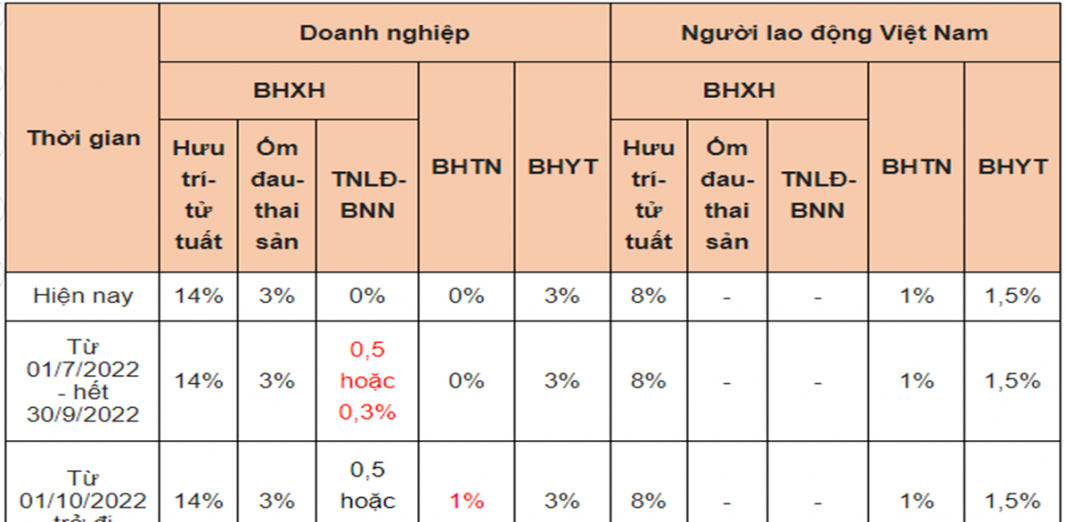 Thời gian
Doanh nghiệp
Người lao động Việt Nam
BHXH
BHTN
BHYT
BHXH
BHTN
BHYT
Hưu
trí-
tử
tuất
Ốm
đau-
thai
sản
TNLĐ-
BNN
Hưu
trí-
tử
tuất
Ốm
đau-
thai
sản
TNLĐ-
BNN
Hiện nay
14%
3%
0%
0%
3%
8%
-
-
1%
1,5%
Từ
01/7/2022
- hết
30/9/2022
14%
3%
0,5
hoặc
0,3%
0%
3%
8%
-
-
1%
1,5%
Từ
01/10/2022
trở đi
14%
3%
0,5
hoặc
1%
3%
8%
-
-
1%
1,5%